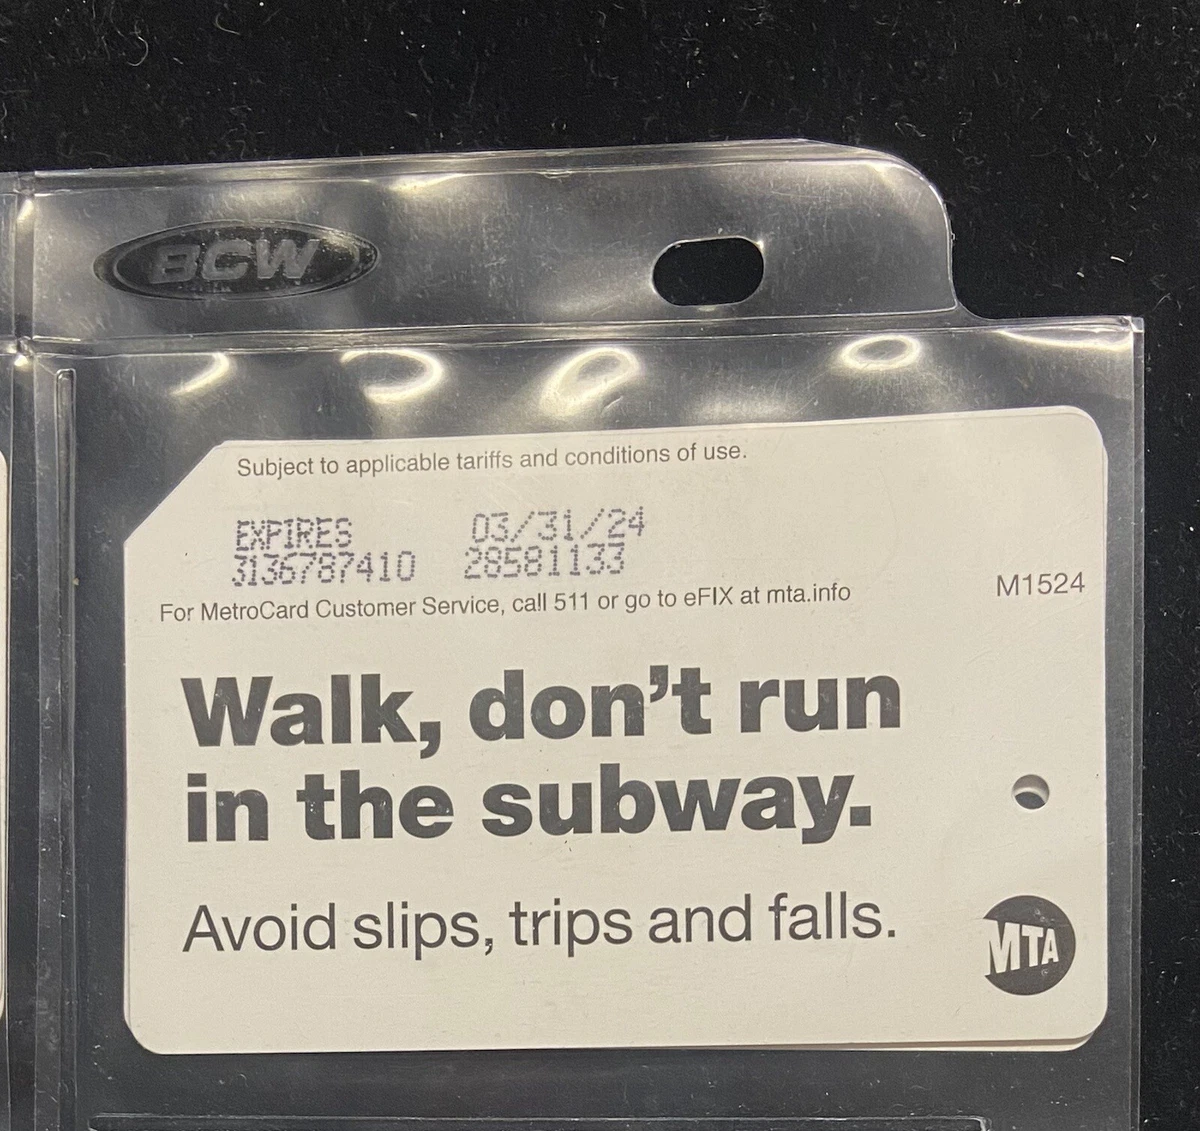 BCW
Subject to applicable tariffs and conditions of use.
EXPIRES 03/31/24
3136787410 28581133
For MetroCard Customer Service, call 511 or go to eFIX at mta.info
M1524
Walk, don't run
in the subway.
Avoid slips, trips and falls.
MTA